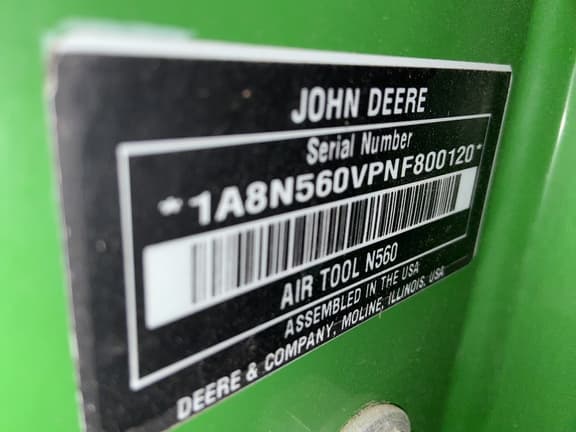 JOHN DEERE
Serial Number
*1A8N560VPNF800120*
AIR TOOL N560
ASSEMBLED IN THE USA
DEERE & COMPANY, MOLINE, ILLINOIS, USA